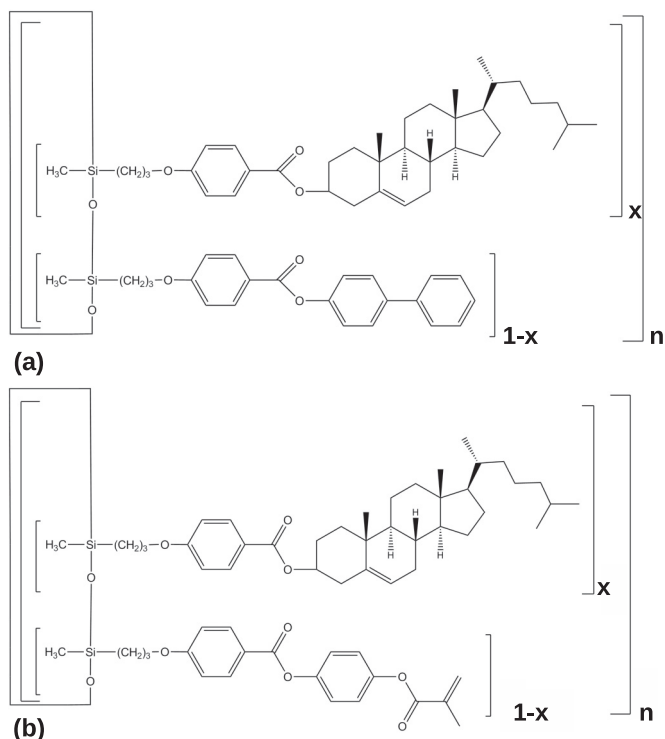 H₃C—Si—(CH₂)₃—O O
O
O H
H H
x
H₃C—Si—(CH₂)₃—O O
O
O
1-x
n
(a)
H₃C—Si—(CH₂)₃—O O
O
O H
H H
x
H₃C—Si—(CH₂)₃—O O
O
O O
O
1-x
n
(b)